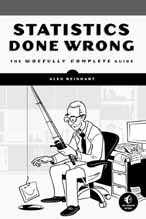 STATISTICS
DONE WRONG
THE WOEFULLY COMPLETE GUIDE
ALEX REINHART